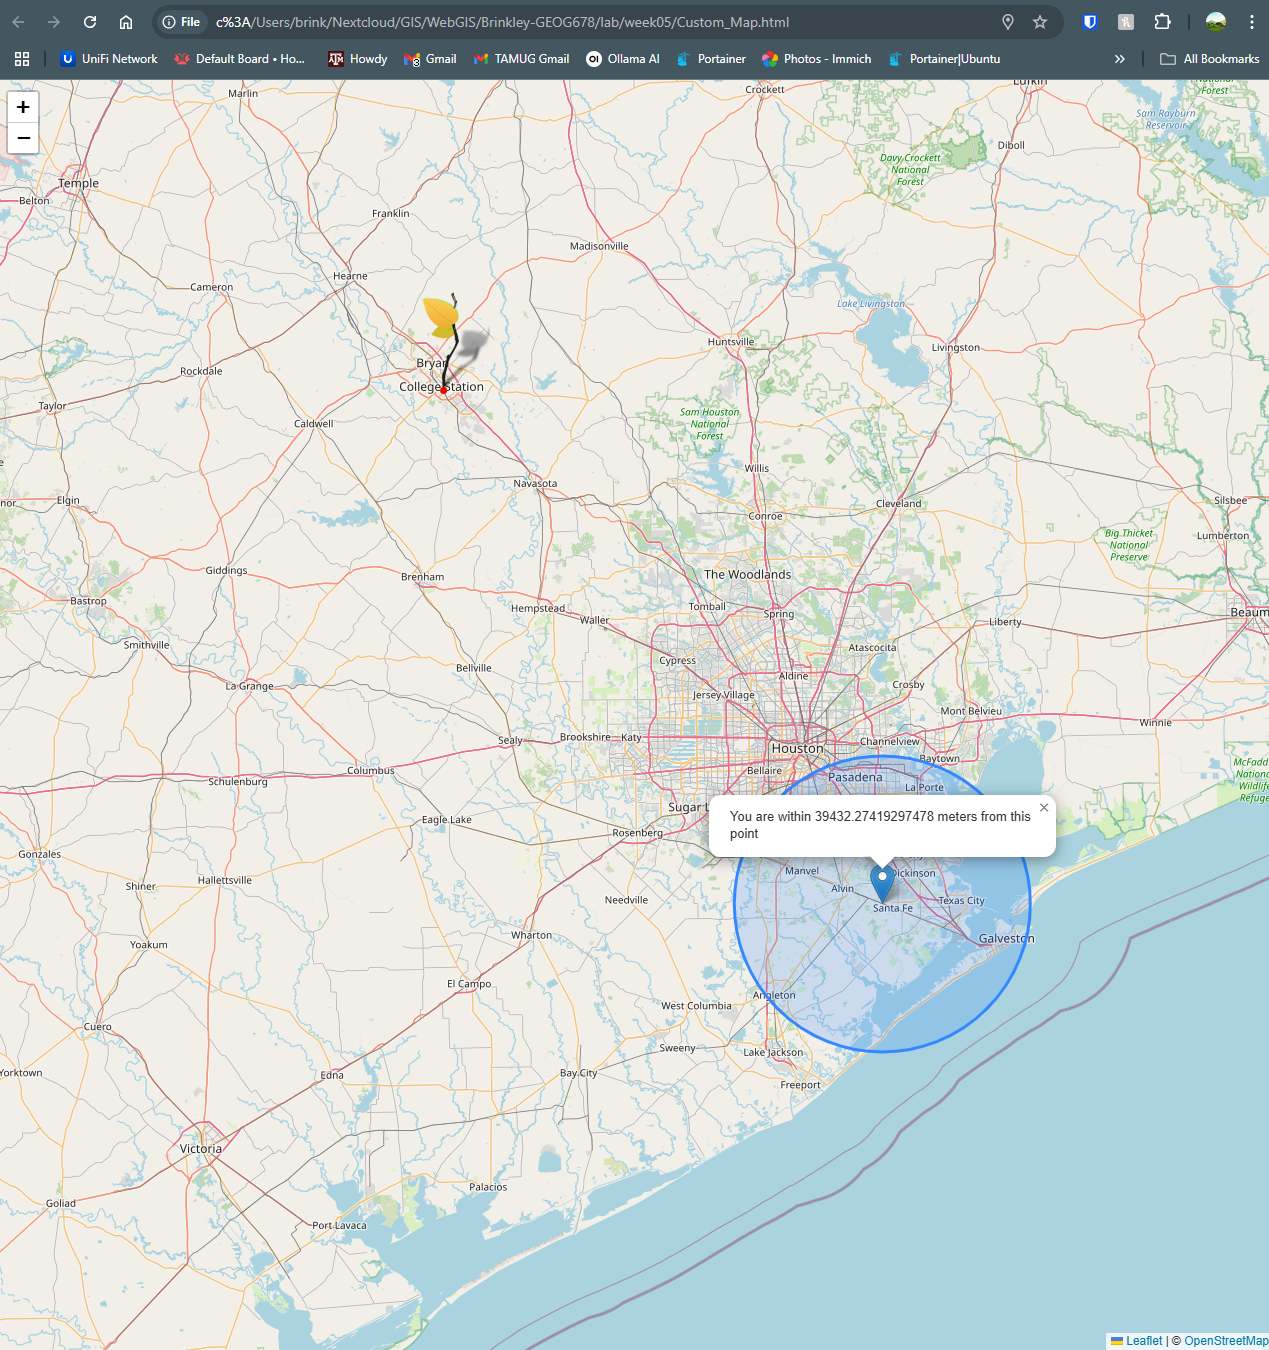 File
c%3A/Users/brink/Nextcloud/GIS/WebGIS/Brinkley-GEOG678/lab/week05/Custom_Map.html
UniFi Network
Default Board • Ho...
Howdy
3 Gmail
TAMUG Gmail
OI Ollama AI
Portainer
Photos - Immich
Portainer|Ubuntu
»
All Bookmarks
+
−
Marlin
Crockett
National
Forest
Sam Rayburn
Reservoir
Diboll
Davy Crockett
National
Forest
Temple
Belton
Franklin
Madisonville
Hearne
Cameron
Lake Livingston
Huntsville
Livingston
Bryan
College Station
Rockdale
Taylor
Caldwell
Sam Houston
National
Forest
Willis
Navasota
Elgin
Cleveland
Silsbee
Conroe
Lumberton
Big Thicket
National
Preserve
Giddings
Brenham
The Woodlands
Bastrop
Hempstead
Tomball
Spring
Waller
Liberty
Beaum
Smithville
Atascocita
Cypress
Bellville
Aldine
La Grange
Jersey Village
Crosby
Mont Belvieu
Winnie
Sealy
Brookshire
Katy
Houston
Channelview
Baytown
Bellaire
Pasadena
La Porte
Columbus
Schulenburg
McFadd
Nationa
Wildlife
Refuge
Sugar L
You are within 39432.27419297478 meters from this
point
×
Eagle Lake
Rosenberg
Gonzales
Shiner
Hallettsville
Manvel
Dickinson
Alvin
Needville
Santa Fe
Texas City
Wharton
Yoakum
Galveston
El Campo
Angleton
West Columbia
Cuero
Sweeny
Lake Jackson
Yorktown
Edna
Bay City
Freeport
Victoria
Palacios
Goliad
Port Lavaca
Leaflet | © OpenStreetMap